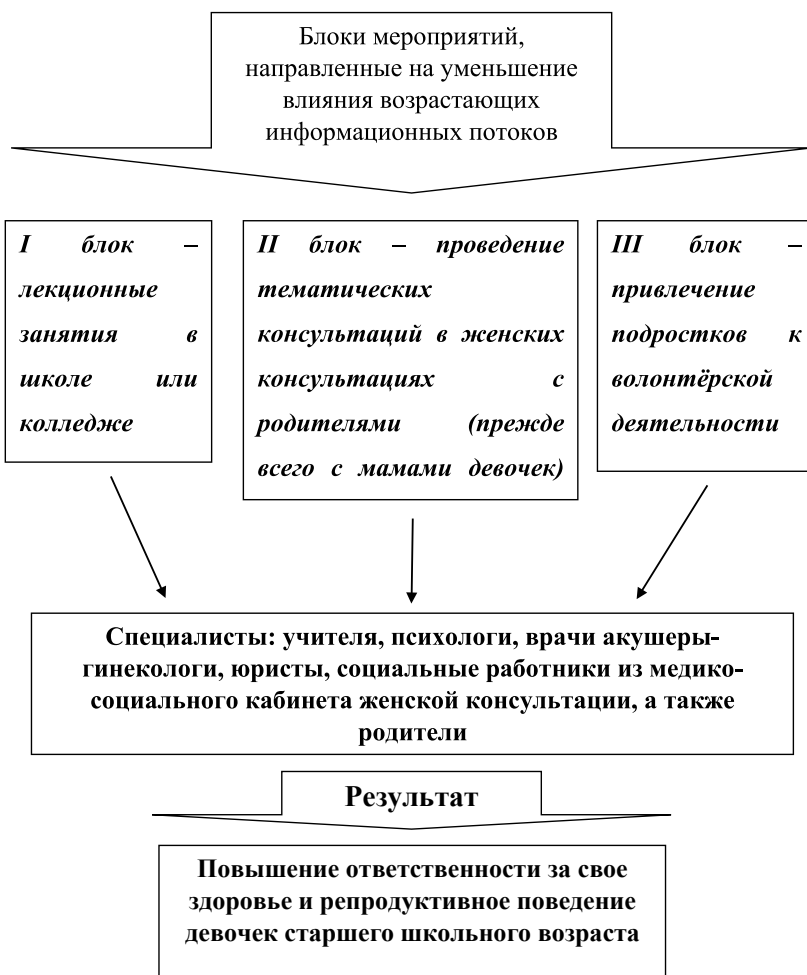 Блоки мероприятий,
направленные на уменьшение
влияния возрастающих
информационных потоков
I блок –
лекционные
занятия в
школе или
колледже
II блок – проведение
тематических
консультаций в женских
консультациях с
родителями (прежде
всего с мамами девочек)
III блок –
привлечение
подростков к
волонтёрской
деятельности
Специалисты: учителя, психологи, врачи акушеры-
гинекологи, юристы, социальные работники из медико-
социального кабинета женской консультации, а также
родители
Результат
Повышение ответственности за свое
здоровье и репродуктивное поведение
девочек старшего школьного возраста